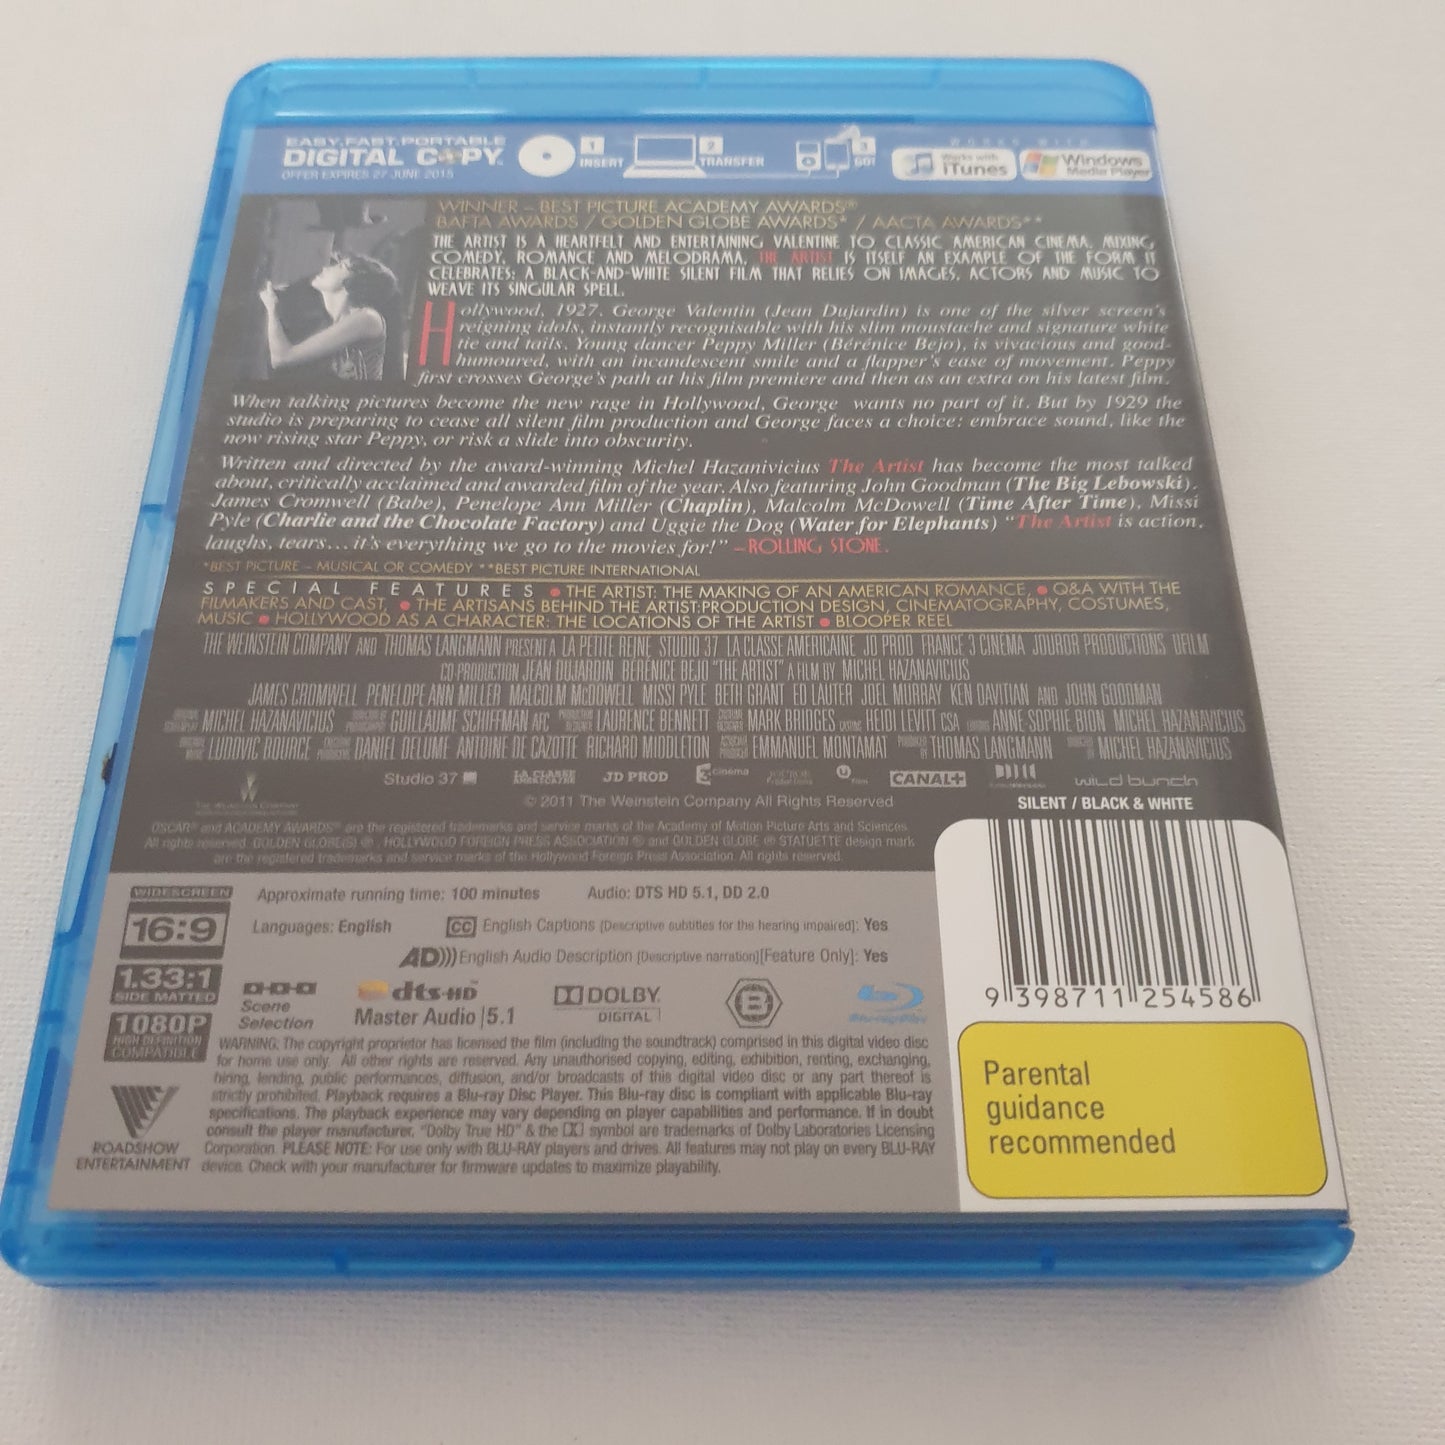 EASY, FAST, PORTABLE
DIGITAL COPY
OFFER EXPIRES 27 JUNE 2015
1 INSERT
2 TRANSFER
3 GO!
WORKS WITH
Works with iTunes
Windows Media Player
WINNER – BEST PICTURE ACADEMY AWARDS®
BAFTA AWARDS / GOLDEN GLOBE AWARDS* / AACTA AWARDS**
THE ARTIST IS A HEARTFELT AND ENTERTAINING VALENTINE TO CLASSIC AMERICAN CINEMA. MIXING
COMEDY, ROMANCE AND MELODRAMA, THE ARTIST IS ITSELF AN EXAMPLE OF THE FORM IT
CELEBRATES: A BLACK-AND-WHITE SILENT FILM THAT RELIES ON IMAGES, ACTORS AND MUSIC TO
WEAVE ITS SINGULAR SPELL.
Hollywood, 1927. George Valentin (Jean Dujardin) is one of the silver screen's
reigning idols, instantly recognisable with his slim moustache and signature white
tie and tails. Young dancer Peppy Miller (Bérénice Bejo), is vivacious and good-
humoured, with an incandescent smile and a flapper's ease of movement. Peppy
first crosses George's path at his film premiere and then as an extra on his latest film.
When talking pictures become the new rage in Hollywood, George wants no part of it. But by 1929 the
studio is preparing to cease all silent film production and George faces a choice: embrace sound, like the
now rising star Peppy, or risk a slide into obscurity.
Written and directed by the award-winning Michel Hazanivicius The Artist has become the most talked
about, critically acclaimed and awarded film of the year. Also featuring John Goodman (The Big Lebowski),
James Cromwell (Babe), Penelope Ann Miller (Chaplin), Malcolm McDowell (Time After Time), Missi
Pyle (Charlie and the Chocolate Factory) and Uggie the Dog (Water for Elephants) "The Artist is action,
laughs, tears... it's everything we go to the movies for!" – ROLLING STONE.
*BEST PICTURE – MUSICAL OR COMEDY **BEST PICTURE INTERNATIONAL
SPECIAL FEATURES • THE ARTIST: THE MAKING OF AN AMERICAN ROMANCE, • Q&A WITH THE
FILMAKERS AND CAST, • THE ARTISANS BEHIND THE ARTIST:PRODUCTION DESIGN, CINEMATOGRAPHY, COSTUMES,
MUSIC • HOLLYWOOD AS A CHARACTER: THE LOCATIONS OF THE ARTIST • BLOOPER REEL
THE WEINSTEIN COMPANY AND THOMAS LANGMANN PRESENT A LA PETITE REINE STUDIO 37 LA CLASSE AMERICAINE JD PROD FRANCE 3 CINÉMA JOUROR PRODUCTIONS UFILM
CO-PRODUCTION JEAN DUJARDIN BÉRÉNICE BEJO "THE ARTIST" A FILM BY MICHEL HAZANAVICIUS
JAMES CROMWELL PENELOPE ANN MILLER MALCOLM McDOWELL MISSI PYLE BETH GRANT ED LAUTER JOEL MURRAY KEN DAVITIAN AND JOHN GOODMAN
MICHEL HAZANAVICIUS GUILLAUME SCHIFFMAN AFC LAURENCE BENNETT MARK BRIDGES CASTING HEIDI LEVITT CSA ANNE SOPHIE BION MICHEL HAZANAVICIUS
LUDOVIC BOURCE DANIEL DELUME ANTOINE DE CAZOTTE RICHARD MIDDLETON EMMANUEL MONTAMAT PRODUCED BY THOMAS LANGMANN MICHEL HAZANAVICIUS
Studio 37 LA CLASSE AMERICAINE JD PROD 3 cinéma u film CANAL+ wild bunch
© 2011 The Weinstein Company All Rights Reserved
SILENT / BLACK & WHITE
OSCAR® and ACADEMY AWARDS® are the registered trademarks and service marks of the Academy of Motion Picture Arts and Sciences.
All rights reserved. GOLDEN GLOBE(S) ®, HOLLYWOOD FOREIGN PRESS ASSOCIATION ® and GOLDEN GLOBE ® STATUETTE design mark
are the registered trademarks and service marks of the Hollywood Foreign Press Association. All rights reserved.
WIDESCREEN
16:9
1.33:1
SIDE MATTED
1080P
HIGH DEFINITION
COMPATIBLE
Approximate running time: 100 minutes Audio: DTS HD 5.1, DD 2.0
Languages: English CC English Captions [Descriptive subtitles for the hearing impaired]: Yes
AD))) English Audio Description [Descriptive narration][Feature Only]: Yes
Scene
Selection
dts-HD
Master Audio | 5.1
DOLBY
DIGITAL
B
Blu-ray Disc
9 398711 254586
WARNING: The copyright proprietor has licensed the film (including the soundtrack) comprised in this digital video disc
for home use only. All other rights are reserved. Any unauthorised copying, editing, exhibition, renting, exchanging,
hiring, lending, public performances, diffusion, and/or broadcasts of this digital video disc or any part thereof is
strictly prohibited. Playback requires a Blu-ray Disc Player. This Blu-ray disc is compliant with applicable Blu-ray
specifications. The playback experience may vary depending on player capabilities and performance. If in doubt
consult the player manufacturer. "Dolby True HD" & the symbol are trademarks of Dolby Laboratories Licensing
Corporation. PLEASE NOTE: For use only with BLU-RAY players and drives. All features may not play on every BLU-RAY
device. Check with your manufacturer for firmware updates to maximize playability.
ROADSHOW
ENTERTAINMENT
Parental
guidance
recommended